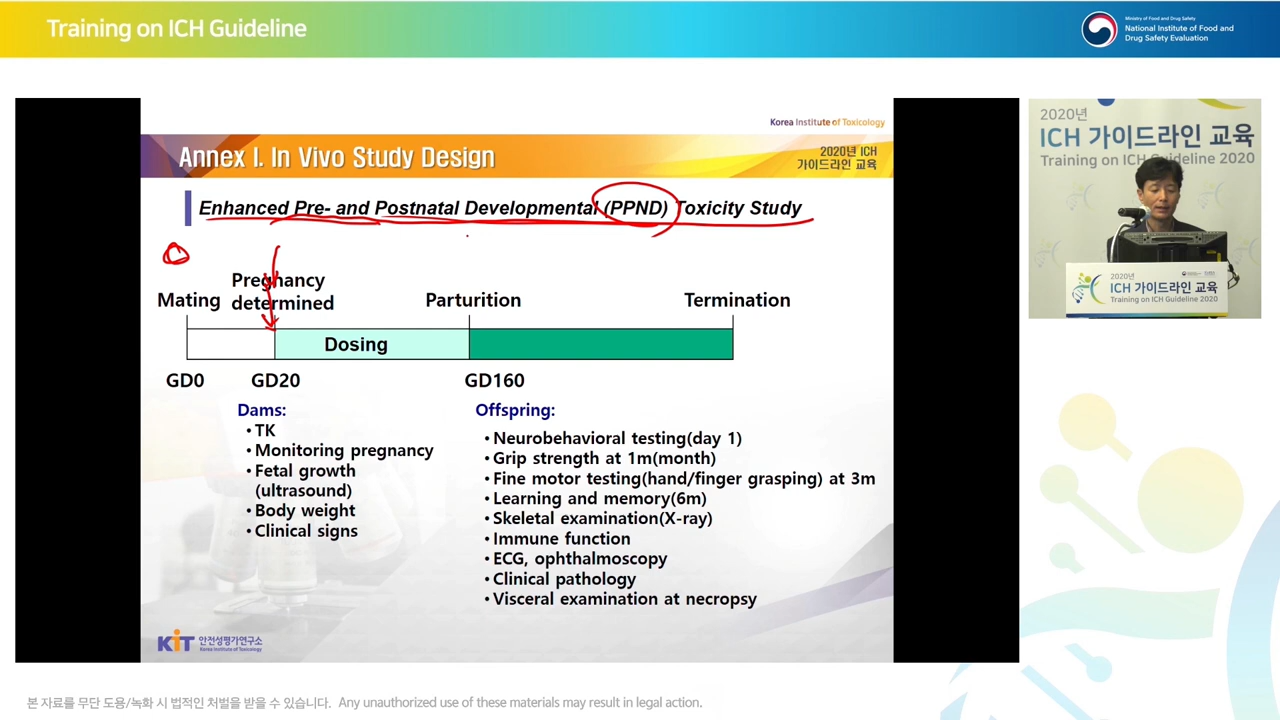 Training on ICH Guideline
Ministry of Food and Drug Safety
National Institute of Food and
Drug Safety Evaluation
Korea Institute of Toxicology
Annex I. In Vivo Study Design
2020년 ICH
가이드라인 교육
Enhanced Pre- and Postnatal Developmental (PPND) Toxicity Study
Mating
Pregnancy
determined
Parturition
Termination
Dosing
GD0
GD20
GD160
Dams:
•TK
•Monitoring pregnancy
•Fetal growth
(ultrasound)
•Body weight
•Clinical signs
Offspring:
•Neurobehavioral testing(day 1)
•Grip strength at 1m(month)
•Fine motor testing(hand/finger grasping) at 3m
•Learning and memory(6m)
•Skeletal examination(X-ray)
•Immune function
•ECG, ophthalmoscopy
•Clinical pathology
•Visceral examination at necropsy
KIT 안전성평가연구소
Korea Institute of Toxicology
2020년
ICH 가이드라인 교육
Training on ICH Guideline 2020
2020년
ICH 가이드라인 교육
Training on ICH Guideline 2020
본 자료를 무단 도용/녹화 시 법적인 처벌을 받을 수 있습니다. Any unauthorized use of these materials may result in legal action.